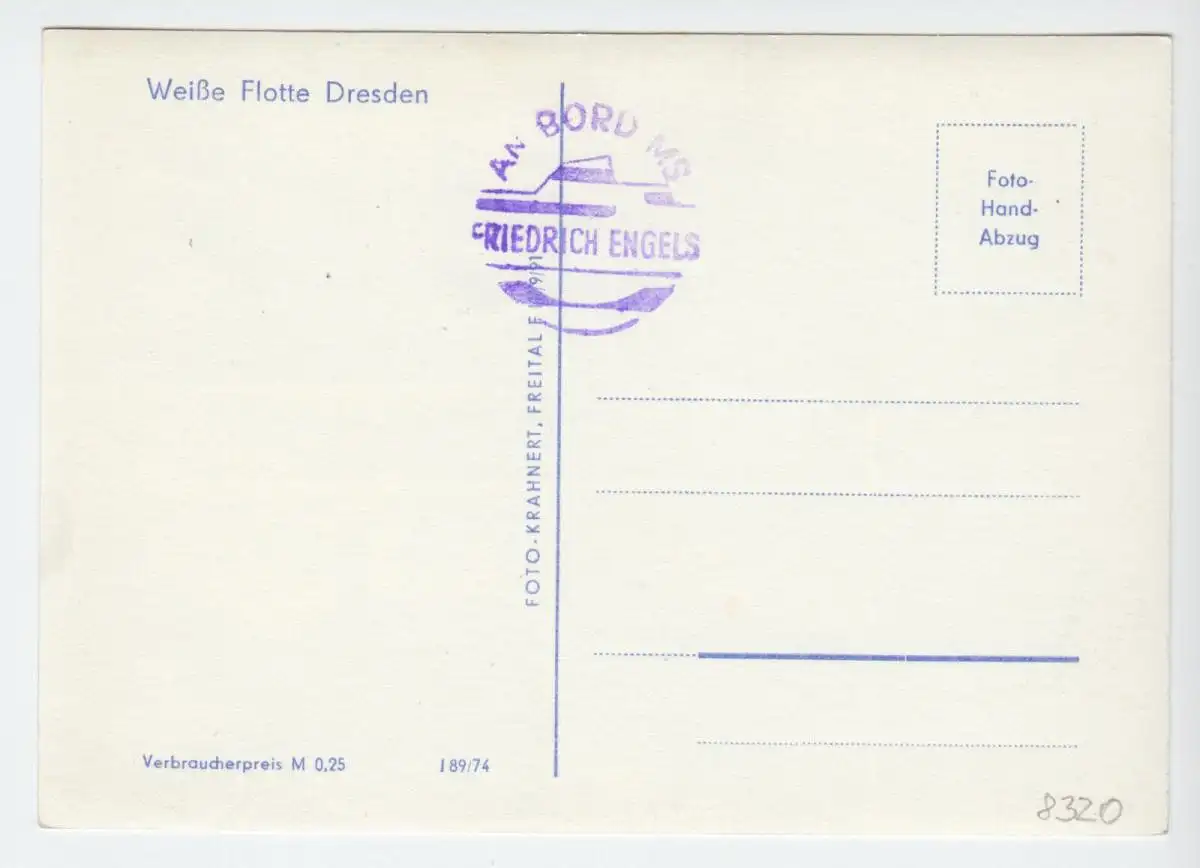 Weiße Flotte Dresden
AN BORD MS
FRIEDRICH ENGELS
Foto-
Hand-
Abzug
FOTO-KRAHNERT, FREITAL
Verbraucherpreis M 0,25
I 89/74
8320